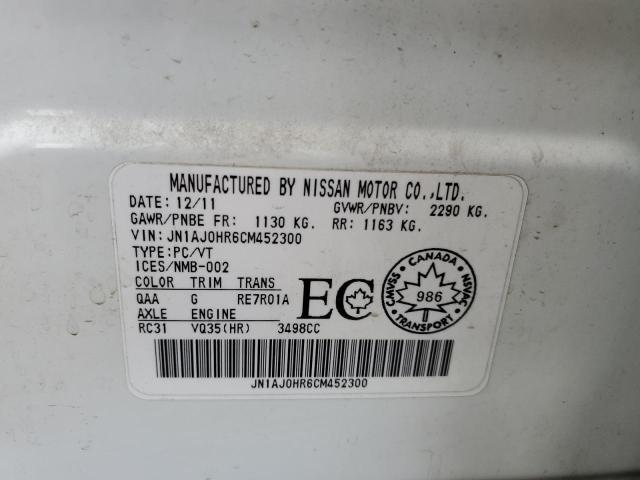 MANUFACTURED BY NISSAN MOTOR CO.,LTD.
DATE: 12/11 GVWR/PNBV: 2290 KG.
GAWR/PNBE FR: 1130 KG. RR: 1163 KG.
VIN: JN1AJ0HR6CM452300
TYPE: PC/VT
ICES/NMB-002
COLOR TRIM TRANS
QAA G RE7R01A
AXLE ENGINE
RC31 VQ35(HR) 3498CC
EC
CANADA
CMVSS 986 NSVAC
TRANSPORT
JN1AJ0HR6CM452300